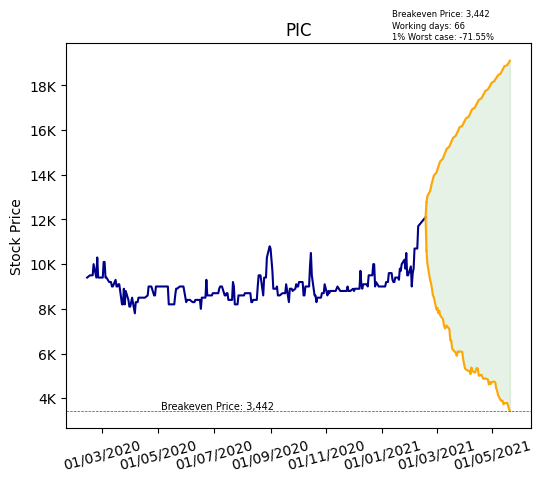 Breakeven Price: 3,442
Working days: 66
1% Worst case: -71.55%
PIC
Stock Price
18K
16K
14K
12K
10K
8K
6K
4K
Breakeven Price: 3,442
01/03/2020
01/05/2020
01/07/2020
01/09/2020
01/11/2020
01/01/2021
01/03/2021
01/05/2021